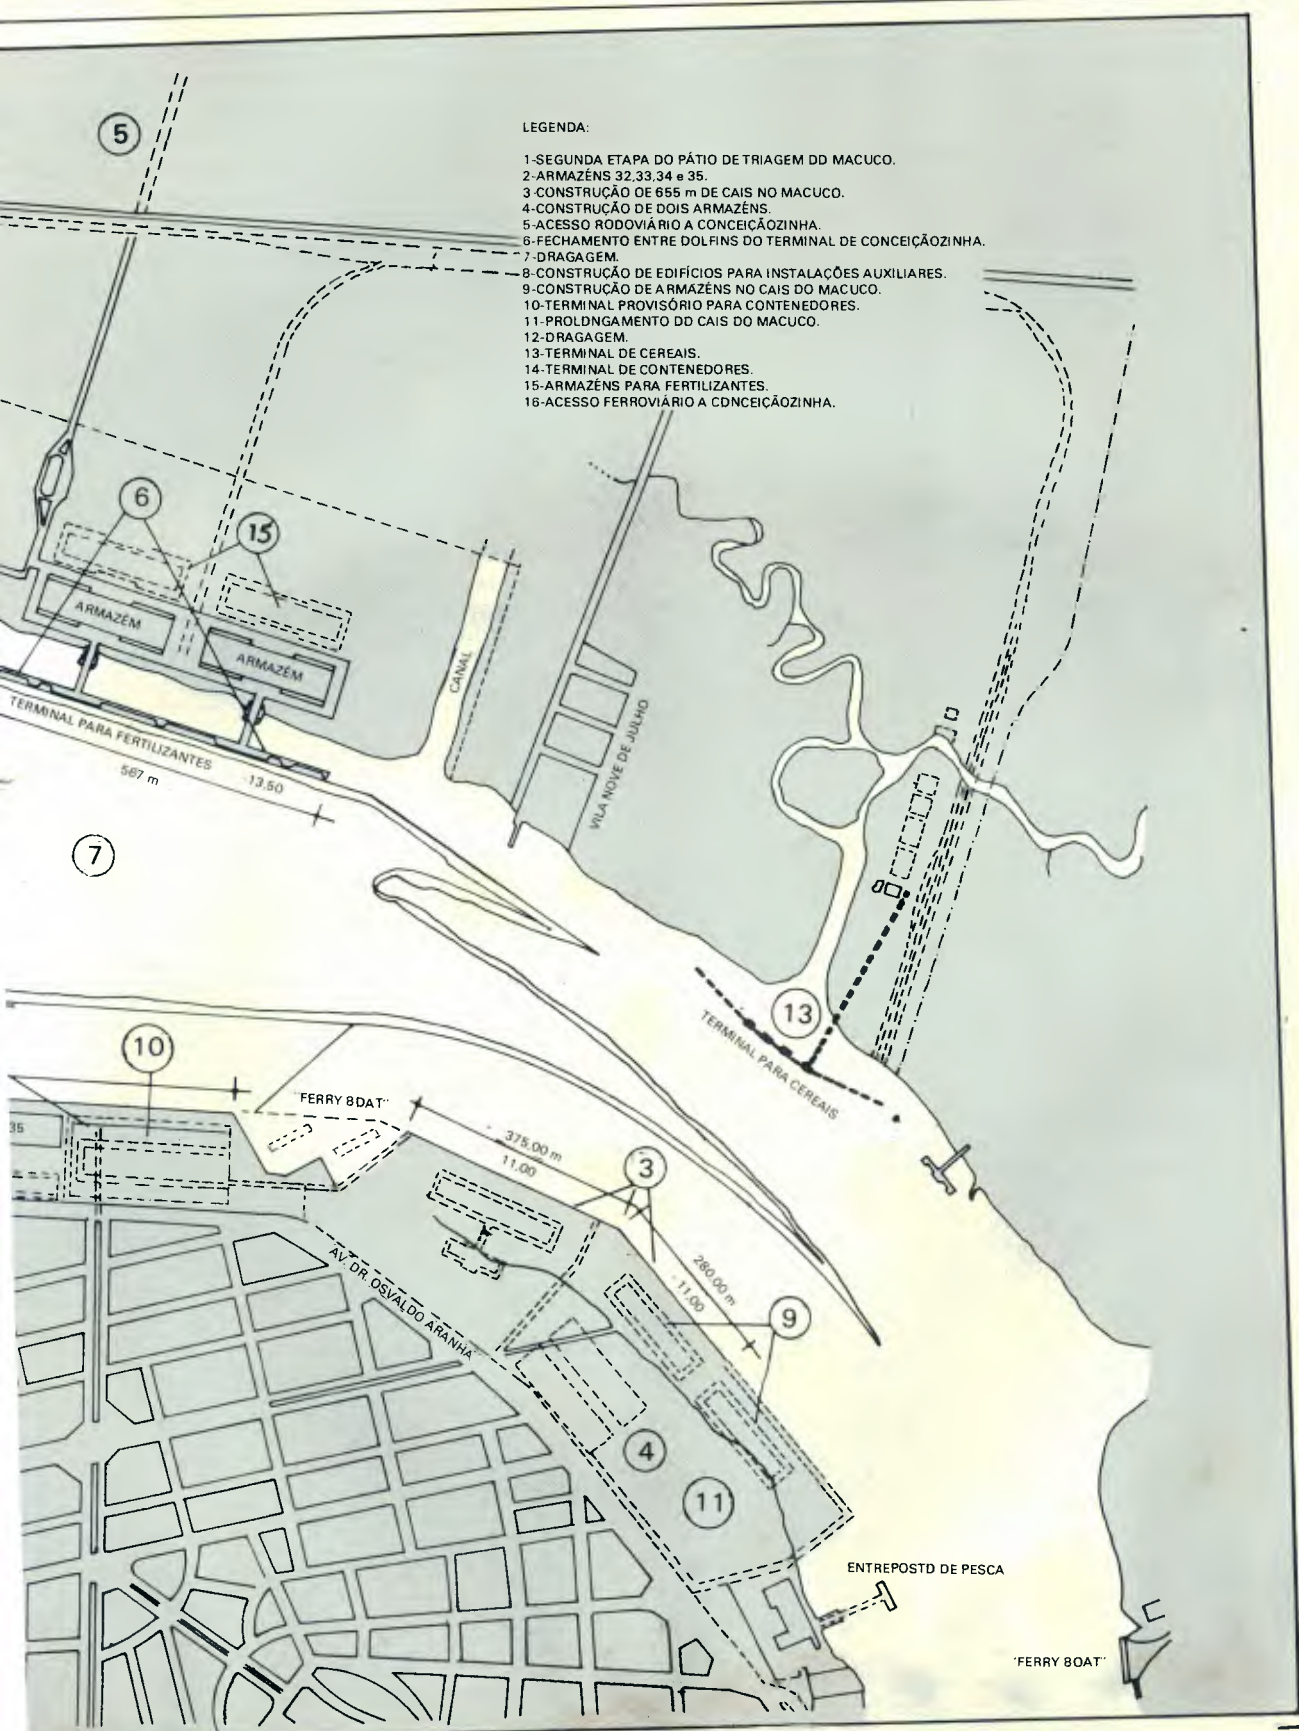 5
LEGENDA:
1-SEGUNDA ETAPA DO PÁTIO DE TRIAGEM DD MACUCO.
2-ARMAZÉNS 32,33,34 e 35.
3-CONSTRUÇÃO OE 655 m DE CAIS NO MACUCO.
4-CONSTRUÇÃO DE DOIS ARMAZÉNS.
5-ACESSO RODOVIÁRIO A CONCEIÇÃOZINHA.
6-FECHAMENTO ENTRE DOLFINS DO TERMINAL DE CONCEIÇÃOZINHA.
7-DRAGAGEM.
8-CONSTRUÇÃO DE EDIFÍCIOS PARA INSTALAÇÕES AUXILIARES.
9-CONSTRUÇÃO DE ARMAZÉNS NO CAIS DO MACUCO.
10-TERMINAL PROVISÓRIO PARA CONTENEDORES.
11-PROLDNGAMENTO DD CAIS DO MACUCO.
12-DRAGAGEM.
13-TERMINAL DE CEREAIS.
14-TERMINAL DE CONTENEDORES.
15-ARMAZÉNS PARA FERTILIZANTES.
16-ACESSO FERROVIÁRIO A CDNCEIÇÃOZINHA.
6
15
ARMAZÉM
ARMAZÉM
CANAL
VILA NOVE DE JULHO
TERMINAL PARA FERTILIZANTES
567 m
-13,50
7
13
TERMINAL PARA CEREAIS
10
"FERRY 8DAT"
35
375,00 m
11,00
3
280,00 m
-11,00
AV. DR. OSVALDO ARANHA
9
4
11
ENTREPOSTD DE PESCA
'FERRY 8OAT"